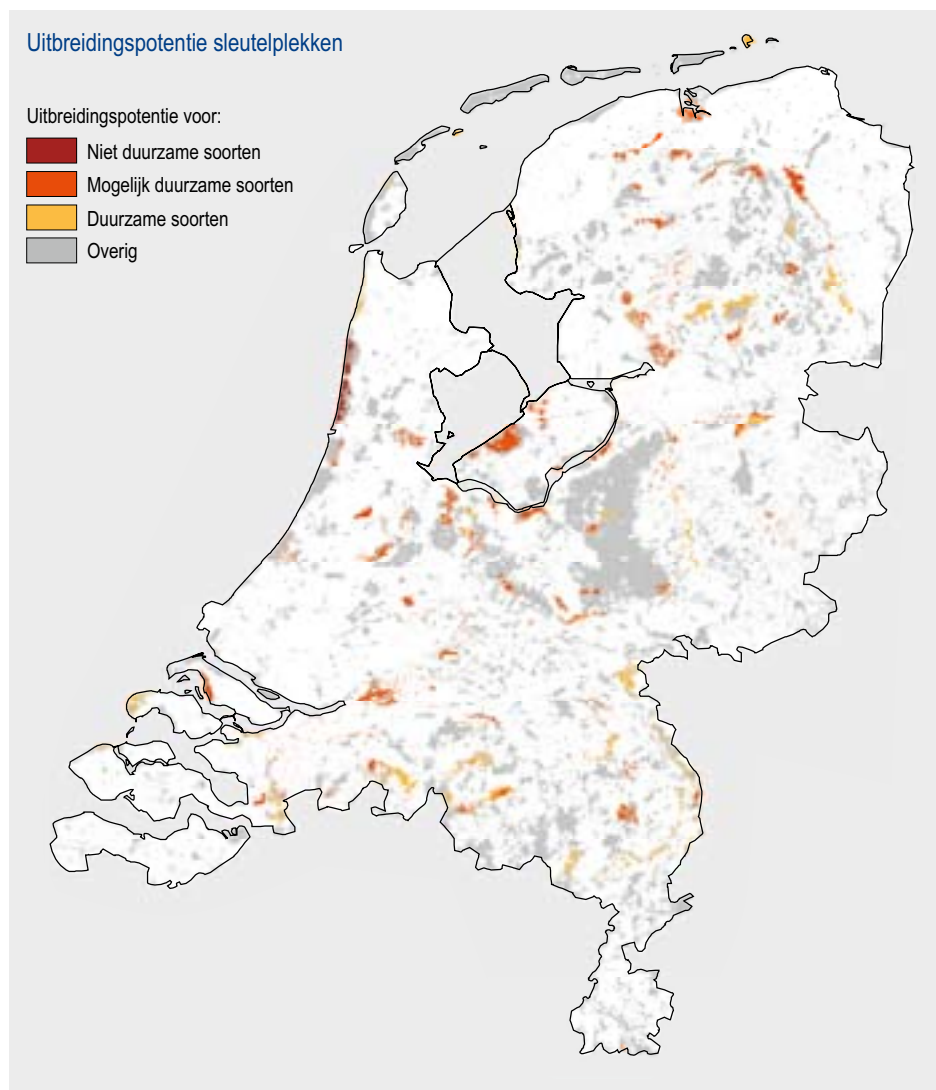 Uitbreidingspotentie sleutelplekken
Uitbreidingspotentie voor:
Niet duurzame soorten
Mogelijk duurzame soorten
Duurzame soorten
Overig